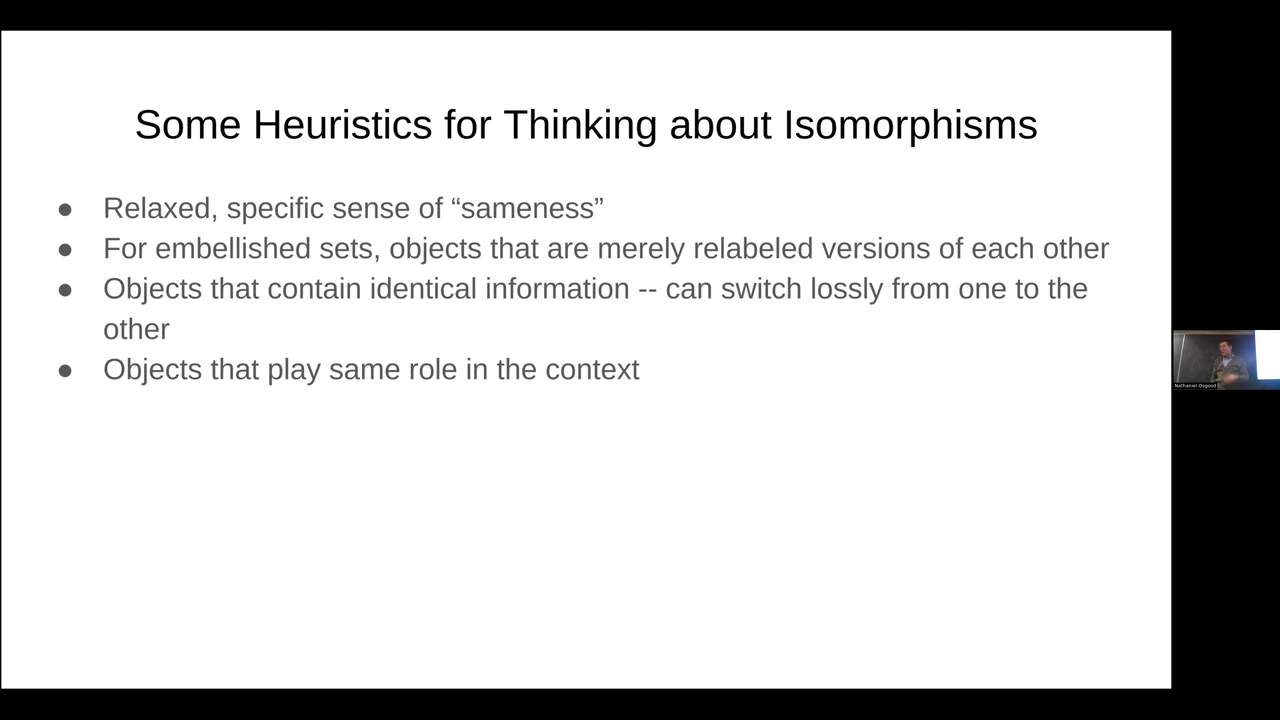 Some Heuristics for Thinking about Isomorphisms
● Relaxed, specific sense of “sameness”
● For embellished sets, objects that are merely relabeled versions of each other
● Objects that contain identical information -- can switch lossly from one to the
other
● Objects that play same role in the context
Nathaniel Osgood